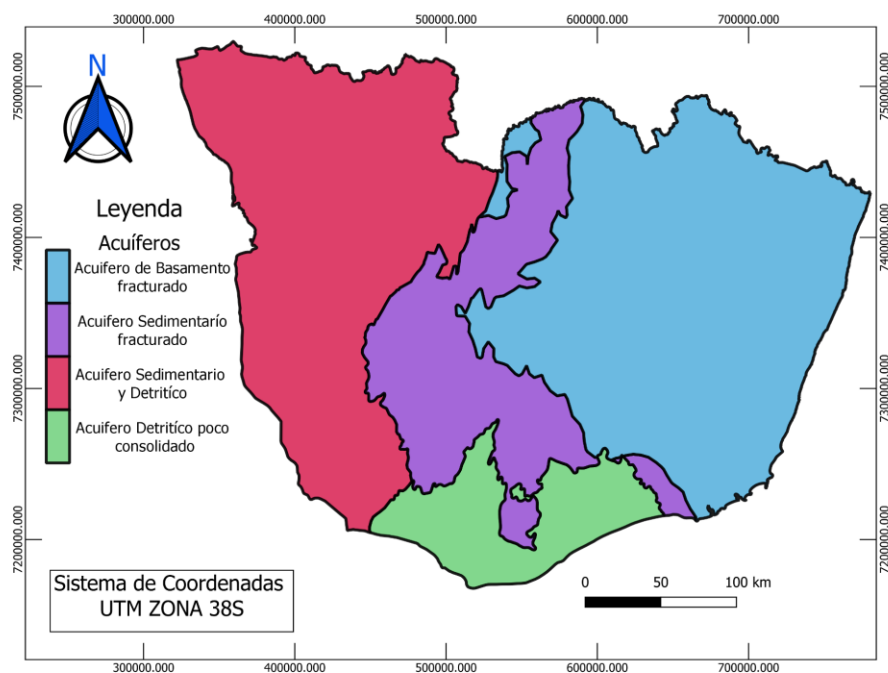 300000.000 400000.000 500000.000 600000.000 700000.000
N
7500000.000 7500000.000
Leyenda
Acuíferos
7400000.000 7400000.000
Acuifero de Basamento
fracturado
Acuifero Sedimentarío
fracturado
Acuifero Sedimentario
y Detritíco
7300000.000 7300000.000
Acuifero Detritíco poco
consolidado
7200000.000 7200000.000
Sistema de Coordenadas
UTM ZONA 38S
0 50 100 km
300000.000 400000.000 500000.000 600000.000 700000.000